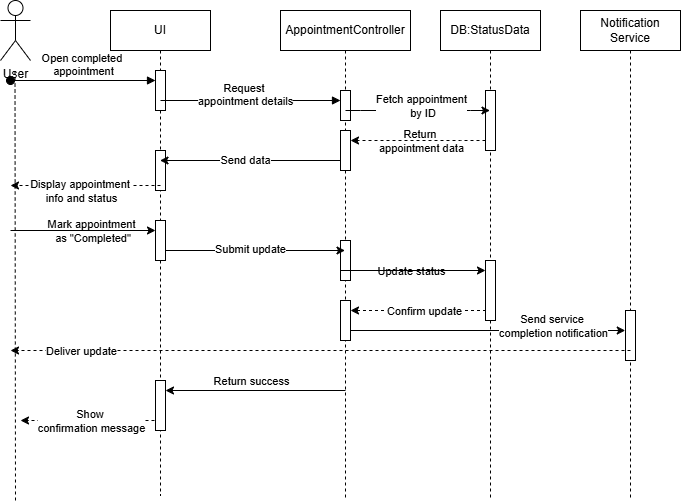 UI
AppointmentController
DB:StatusData
Notification
Service
User
Open completed
appointment
Request
appointment details
Fetch appointment
by ID
Return
appointment data
Send data
Display appointment
info and status
Mark appointment
as "Completed"
Submit update
Update status
Confirm update
Send service
completion notification
Deliver update
Return success
Show
confirmation message